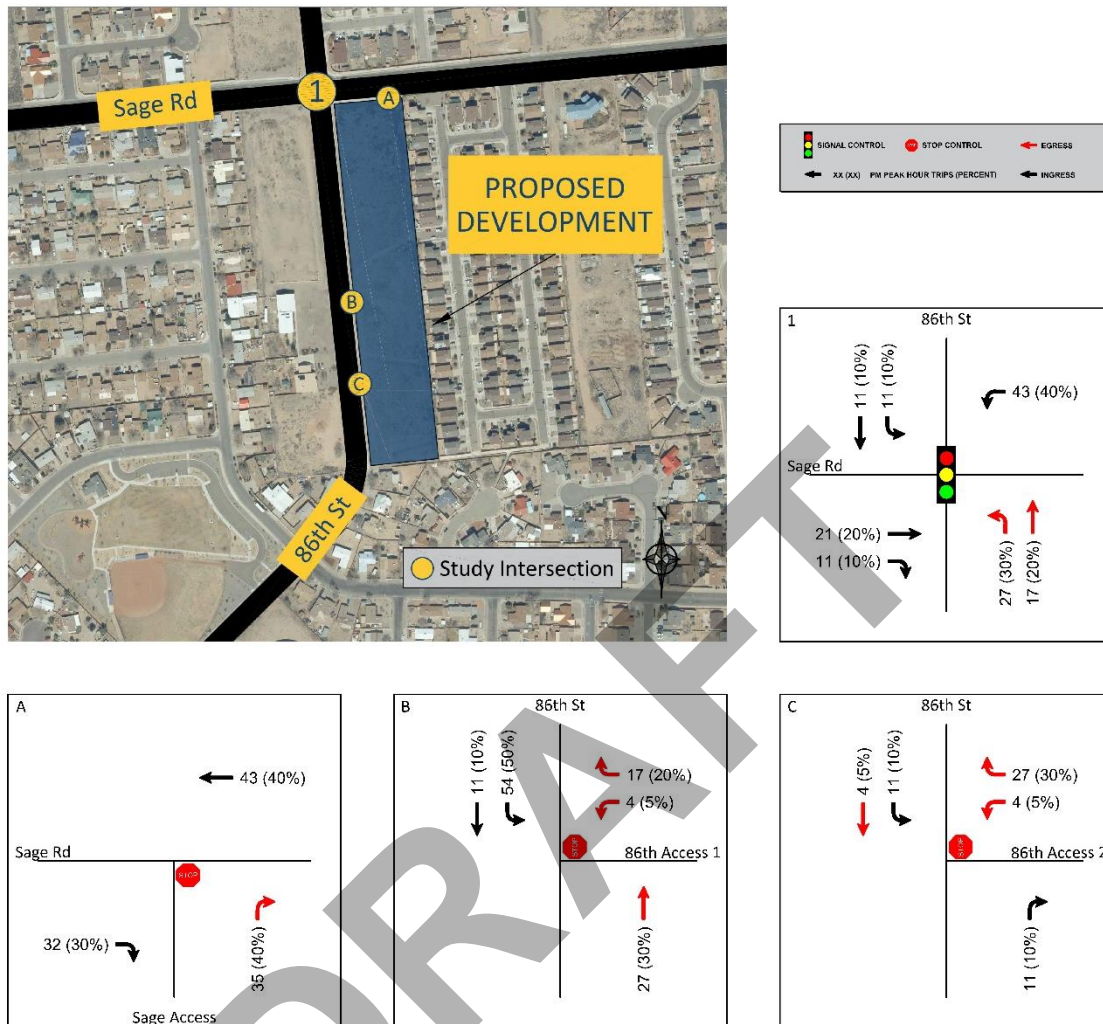 Sage Rd
1
A
PROPOSED
DEVELOPMENT
B
C
86th St
Study Intersection
N
SIGNAL CONTROL
STOP
STOP CONTROL
EGRESS
XX (XX) PM PEAK HOUR TRIPS (PERCENT)
INGRESS
1
86th St
11 (10%)
11 (10%)
43 (40%)
Sage Rd
21 (20%)
11 (10%)
27 (30%)
17 (20%)
A
43 (40%)
Sage Rd
STOP
32 (30%)
35 (40%)
Sage Access
B
86th St
11 (10%)
54 (50%)
17 (20%)
4 (5%)
STOP
86th Access 1
27 (30%)
C
86th St
4 (5%)
11 (10%)
27 (30%)
4 (5%)
STOP
86th Access 2
11 (10%)
DRAFT